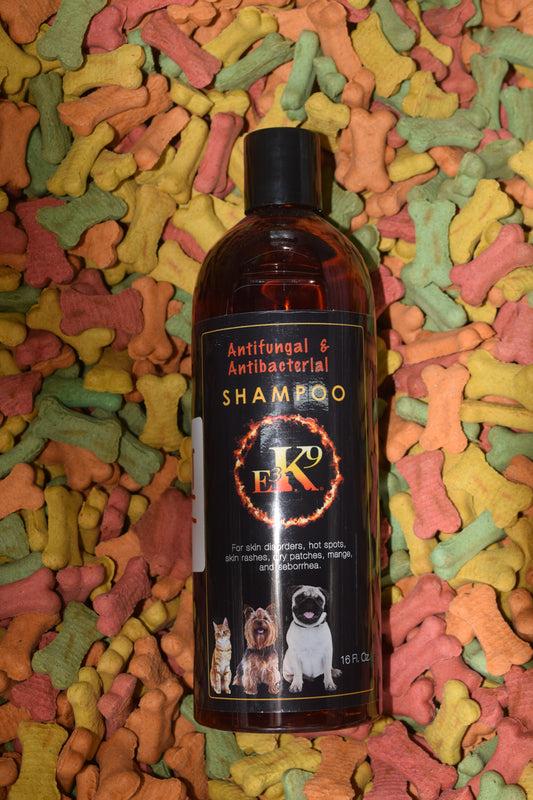 Antifungal &
Antibacterial
SHAMPOO
E3K9
For skin disorders, hot spots,
skin rashes, dry patches, mange,
and seborrhea.
16 Fl. Oz.